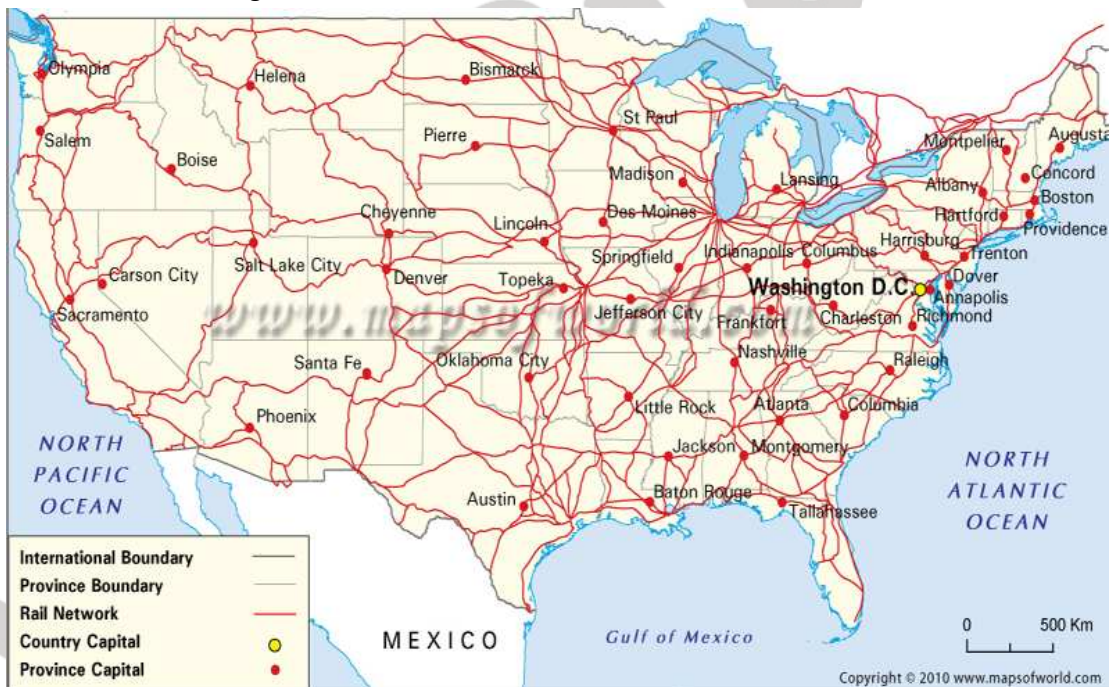 Olympia
Helena
Bismarck
Salem
Boise
Pierre
St Paul
Montpelier
Augusta
Madison
Lansing
Albany
Concord
Boston
Cheyenne
Lincoln
Des Moines
Hartford
Providence
Salt Lake City
Denver
Springfield
Indianapolis
Columbus
Harrisburg
Trenton
Carson City
Topeka
Washington D.C.
Dover
Annapolis
Sacramento
www.mapsofworld.com
Jefferson City
Frankfort
Charleston
Richmond
Santa Fe
Oklahoma City
Nashville
Raleigh
Phoenix
Little Rock
Atlanta
Columbia
NORTH
PACIFIC
OCEAN
Jackson
Montgomery
NORTH
ATLANTIC
OCEAN
Austin
Baton Rouge
Tallahassee
International Boundary
Province Boundary
Rail Network
Country Capital
Province Capital
MEXICO
Gulf of Mexico
0 500 Km
Copyright © 2010 www.mapsofworld.com